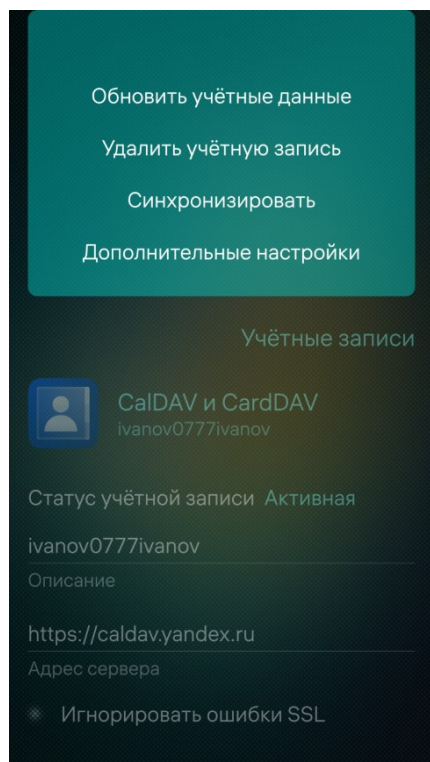 Обновить учётные данные
Удалить учётную запись
Синхронизировать
Дополнительные настройки
Учётные записи
CalDAV и CardDAV
ivanov0777ivanov
Статус учётной записи Активная
ivanov0777ivanov
Описание
https://caldav.yandex.ru
Адрес сервера
Игнорировать ошибки SSL